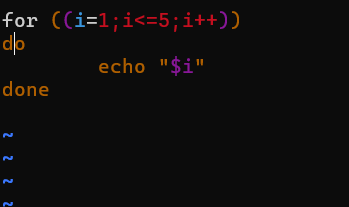 for ((i=1;i<=5;i++))
do
        echo "$i"
done
~
~
~
~